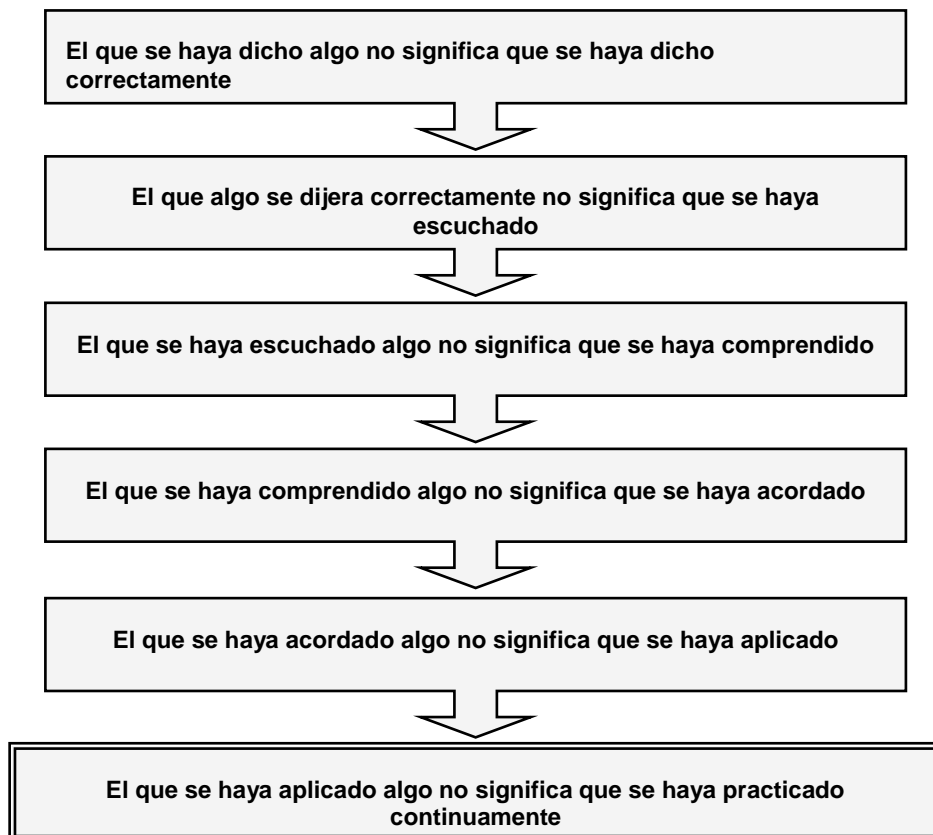 El que se haya dicho algo no significa que se haya dicho
correctamente
El que algo se dijera correctamente no significa que se haya
escuchado
El que se haya escuchado algo no significa que se haya comprendido
El que se haya comprendido algo no significa que se haya acordado
El que se haya acordado algo no significa que se haya aplicado
El que se haya aplicado algo no significa que se haya practicado
continuamente